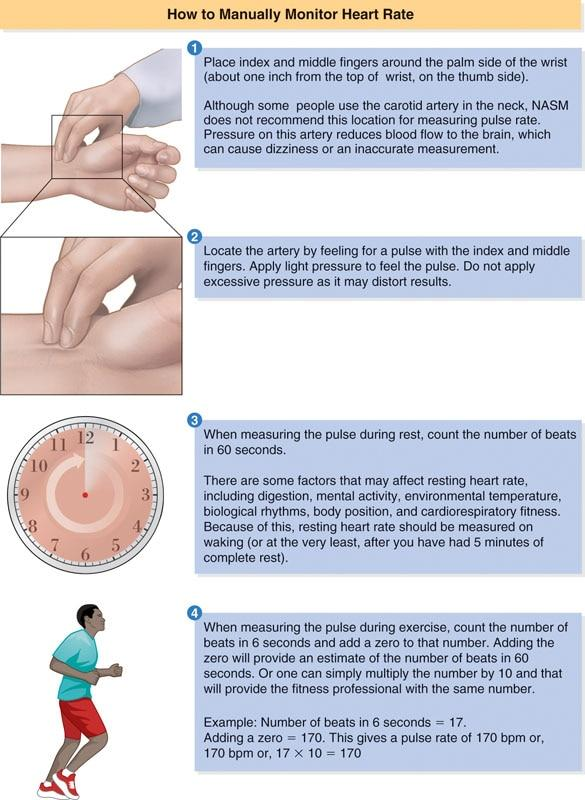 How to Manually Monitor Heart Rate
1
Place index and middle fingers around the palm side of the wrist
(about one inch from the top of wrist, on the thumb side).
Although some people use the carotid artery in the neck, NASM
does not recommend this location for measuring pulse rate.
Pressure on this artery reduces blood flow to the brain, which
can cause dizziness or an inaccurate measurement.
2
Locate the artery by feeling for a pulse with the index and middle
fingers. Apply light pressure to feel the pulse. Do not apply
excessive pressure as it may distort results.
12
11 1
10 2
9 3
8 4
7 5
6
3
When measuring the pulse during rest, count the number of beats
in 60 seconds.
There are some factors that may affect resting heart rate,
including digestion, mental activity, environmental temperature,
biological rhythms, body position, and cardiorespiratory fitness.
Because of this, resting heart rate should be measured on
waking (or at the very least, after you have had 5 minutes of
complete rest).
4
When measuring the pulse during exercise, count the number of
beats in 6 seconds and add a zero to that number. Adding the
zero will provide an estimate of the number of beats in 60
seconds. Or one can simply multiply the number by 10 and that
will provide the fitness professional with the same number.
Example: Number of beats in 6 seconds = 17.
Adding a zero = 170. This gives a pulse rate of 170 bpm or,
170 bpm or, 17 × 10 = 170